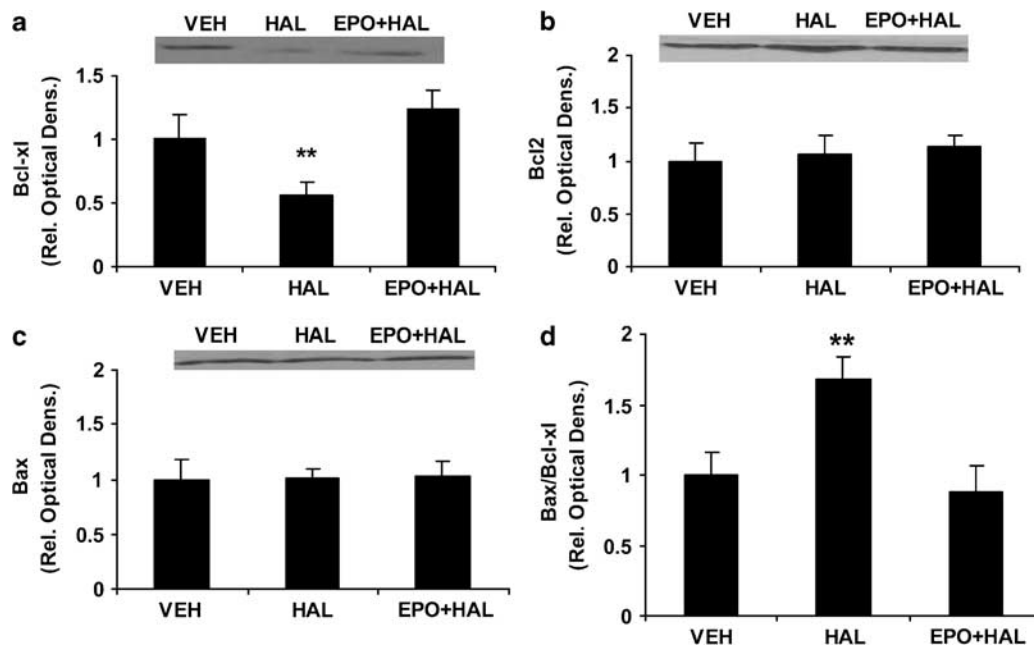 a
VEH HAL EPO+HAL
1.5
1
0.5
0
Bcl-xl
(Rel. Optical Dens.)
**
VEH HAL EPO+HAL
b
VEH HAL EPO+HAL
2
1.5
1
0.5
0
Bcl2
(Rel. Optical Dens.)
VEH HAL EPO+HAL
c
VEH HAL EPO+HAL
2
1.5
1
0.5
0
Bax
(Rel. Optical Dens.)
VEH HAL EPO+HAL
d
2
1.5
1
0.5
0
Bax/Bcl-xl
(Rel. Optical Dens.)
**
VEH HAL EPO+HAL